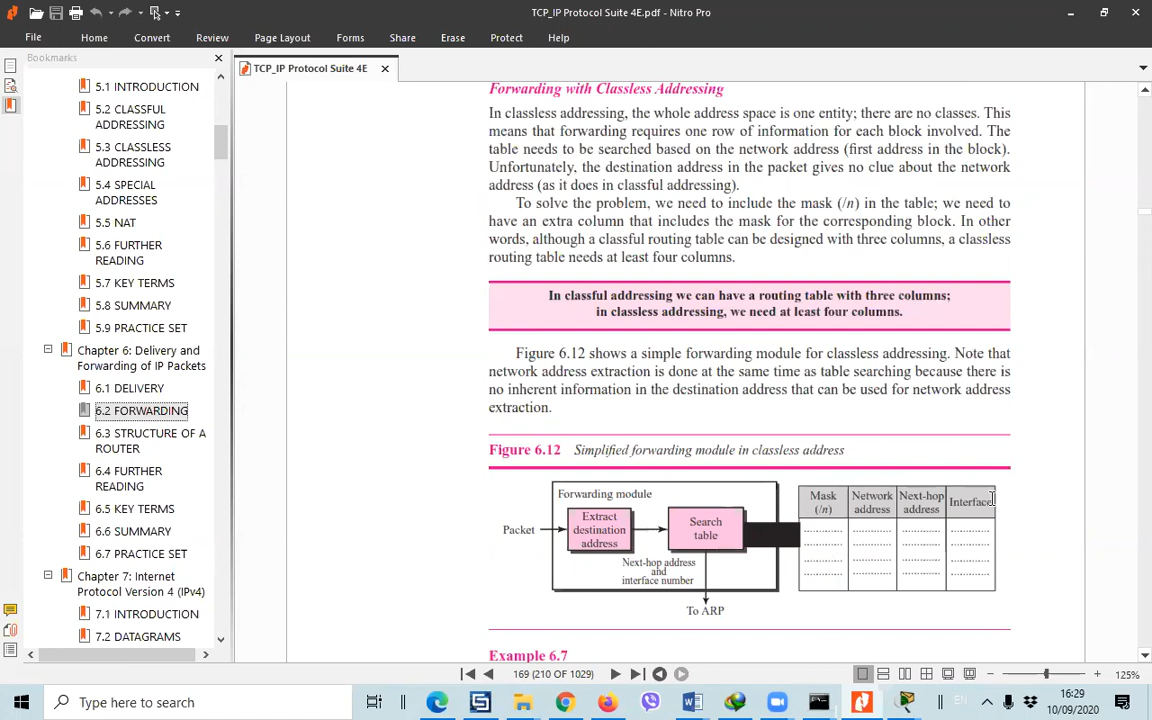 TCP_IP Protocol Suite 4E.pdf - Nitro Pro
File Home Convert Review Page Layout Forms Share Erase Protect Help
Bookmarks
TCP_IP Protocol Suite 4E
5.1 INTRODUCTION
5.2 CLASSFUL
ADDRESSING
5.3 CLASSLESS
ADDRESSING
5.4 SPECIAL
ADDRESSES
5.5 NAT
5.6 FURTHER
READING
5.7 KEY TERMS
5.8 SUMMARY
5.9 PRACTICE SET
Chapter 6: Delivery and
Forwarding of IP Packets
6.1 DELIVERY
6.2 FORWARDING
6.3 STRUCTURE OF A
ROUTER
6.4 FURTHER
READING
6.5 KEY TERMS
6.6 SUMMARY
6.7 PRACTICE SET
Chapter 7: Internet
Protocol Version 4 (IPv4)
7.1 INTRODUCTION
7.2 DATAGRAMS
Forwarding with Classless Addressing
In classless addressing, the whole address space is one entity; there are no classes. This
means that forwarding requires one row of information for each block involved. The
table needs to be searched based on the network address (first address in the block).
Unfortunately, the destination address in the packet gives no clue about the network
address (as it does in classful addressing).
To solve the problem, we need to include the mask (/n) in the table; we need to
have an extra column that includes the mask for the corresponding block. In other
words, although a classful routing table can be designed with three columns, a classless
routing table needs at least four columns.
In classful addressing we can have a routing table with three columns;
in classless addressing, we need at least four columns.
Figure 6.12 shows a simple forwarding module for classless addressing. Note that
network address extraction is done at the same time as table searching because there is
no inherent information in the destination address that can be used for network address
extraction.
Figure 6.12 Simplified forwarding module in classless address
Forwarding module
Packet
Extract
destination
address
Search
table
Next-hop address
and
interface number
To ARP
Mask
(/n)
Network
address
Next-hop
address
Interface
Example 6.7
169 (210 OF 1029)
125%
Type here to search
EN
16:29
10/09/2020